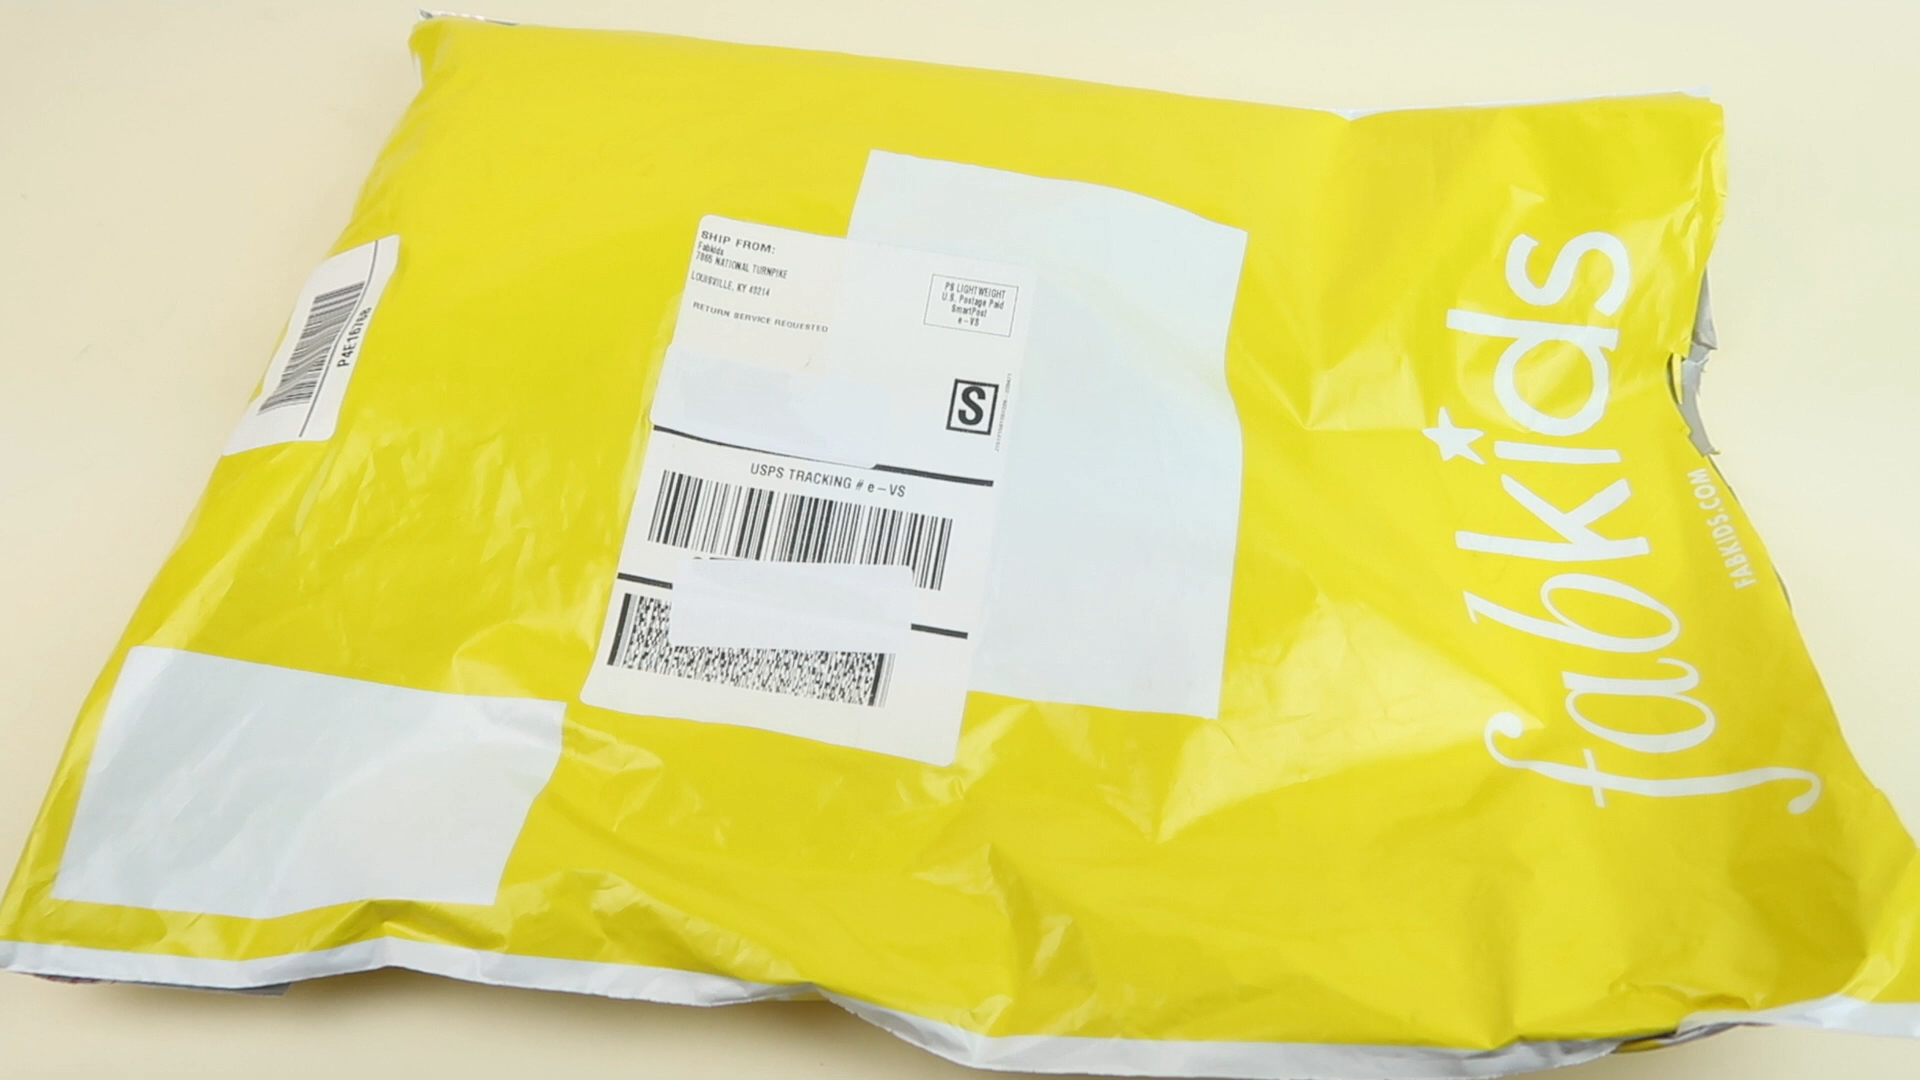 SHIP FROM:
Fabkids
7865 NATIONAL TURNPIKE
LOUISVILLE, KY 40214
RETURN SERVICE REQUESTED
PS LIGHTWEIGHT
U.S. Postage Paid
SmartPost
e-VS
S
USPS TRACKING # e-VS
P4E16768
fabkids
FABKIDS.COM